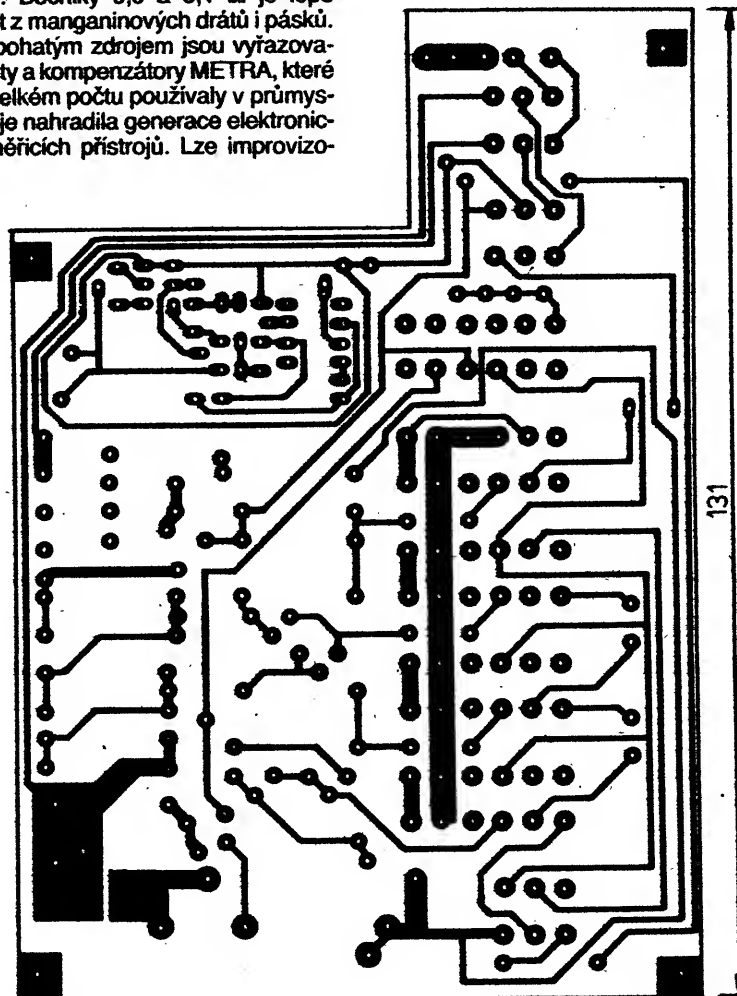 t z manganinových drátů i pásků.
bohatým zdrojem jsou vyřazova-
ty a kompenzátory METRA, které
elkém počtu používaly v průmys-
je nahradila generace elektronic-
ěřicích přístrojů. Lze improvizo-
131